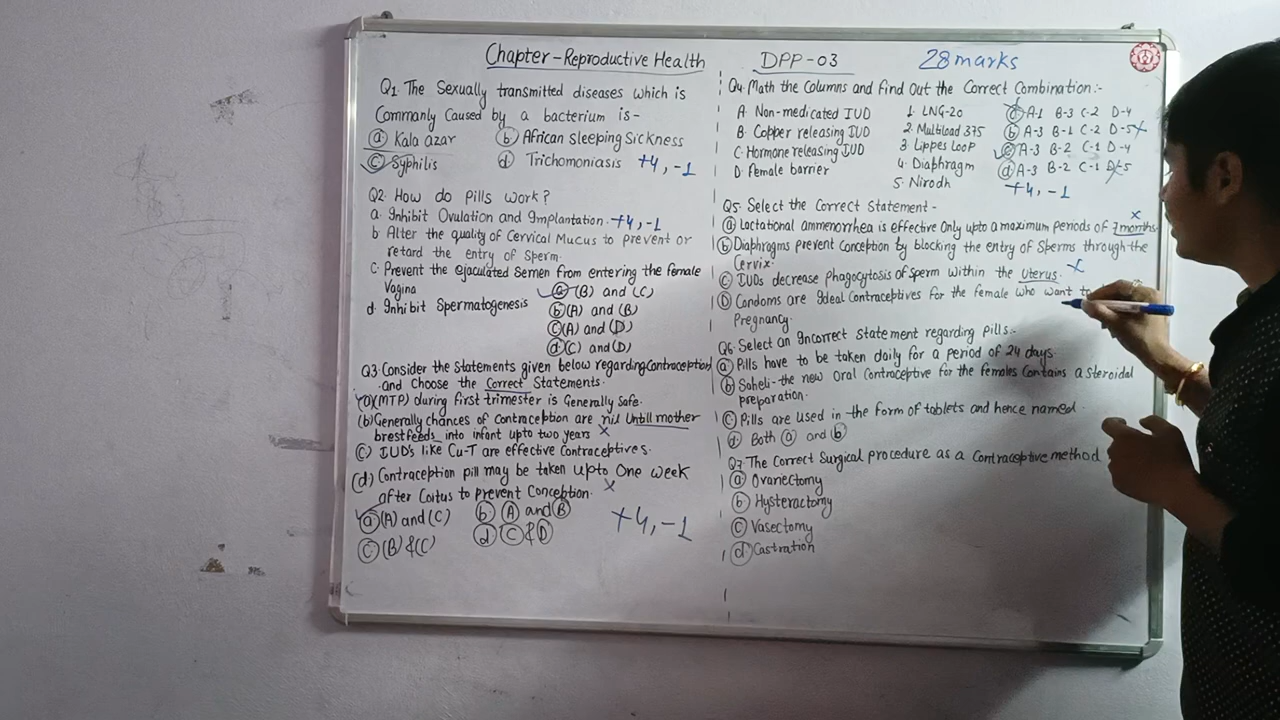 Chapter-Reproductive Health
DPP-03
28 marks
Q1. The Sexually transmitted diseases which is
Commanly Caused by a bacterium is-
(a) Kala azar (b) African sleeping Sickness
(c) Syphilis (d) Trichomoniasis +4, -1
Q2. How do Pills Work?
a. Inhibit Ovulation and Implantation. +4, -1
b Alter the quality of Cervical Mucus to prevent or
retard the entry of sperm.
C. Prevent the ejaculated Semen from entering the female
Vagina
d. Inhibit Spermatogenesis
(a) (B) and (C)
(b) (A) and (B)
(C) (A) and (D)
(d) (C) and (D)
Q3 Consider the Statements given below regarding Contraception
and Choose the Correct Statements.
(a) (MTP) during first trimester is Generally Safe.
(b) Generally chances of Contraception are nil Untill mother
brestfeeds into infant upto two years X
(C) IUD's like Cu-T are effective Contraceptives.
(d) Contraception pill may be taken Upto One Week
after Coitus to prevent Conception. X
(a) (A) and (C) (b) (A) and (B)
(C) (B) & (C) (d) (C) & (D)
+4, -1
Q4. Math the Columns and find Out the Correct Combination:-
A. Non-medicated IUD 1. LNG-20 (a) A-1 B-3 C-2 D-4
B. Copper releasing IUD 2. Multiload 375 (b) A-3 B-1 C-2 D-5 X
C. Hormone releasing IUD 3. Lippes Loop (c) A-3 B-2 C-1 D-4
D. Female barrier 4. Diaphragm (d) A-3 B-2 C-1 D-5
5. Nirodh +4, -1
Q5. Select the Correct Statement-
(a) Lactational ammenorrhea is effective Only upto a maximum periods of 7 months. X
(b) Diaphragms prevent Conception by blocking the entry of Sperms through the
Cervix.
(C) IUDs decrease phagocytosis of sperm within the uterus. X
(D) Condoms are Ideal Contraceptives for the female who want to
Pregnancy.
Q6. Select an Incorrect Statement regarding pills:-
(a) Pills have to be taken daily for a period of 24 days.
(b) Saheli-the new Oral Contraceptive for the females Contains a Steroidal
preparation.
(C) Pills are used in the form of tablets and hence named.
(d) Both (a) and (b)
Q7. The Correct Surgical procedure as a Contraceptive method
(a) Ovanectomy
(b) Hysteractomy
(C) Vasectomy
(d) Castration